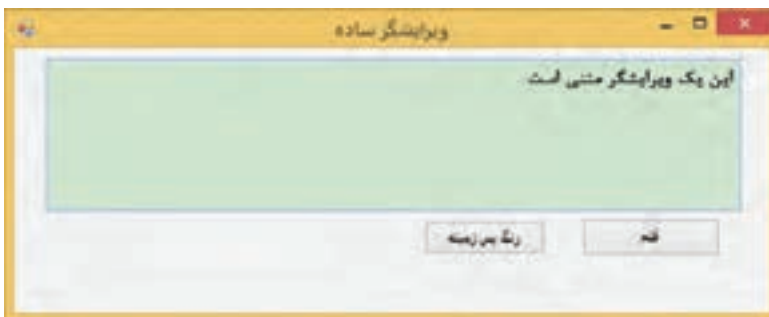 ویرایشگر ساده
این یک ویرایشگر متنی است
قلم
رنگ پس زمینه